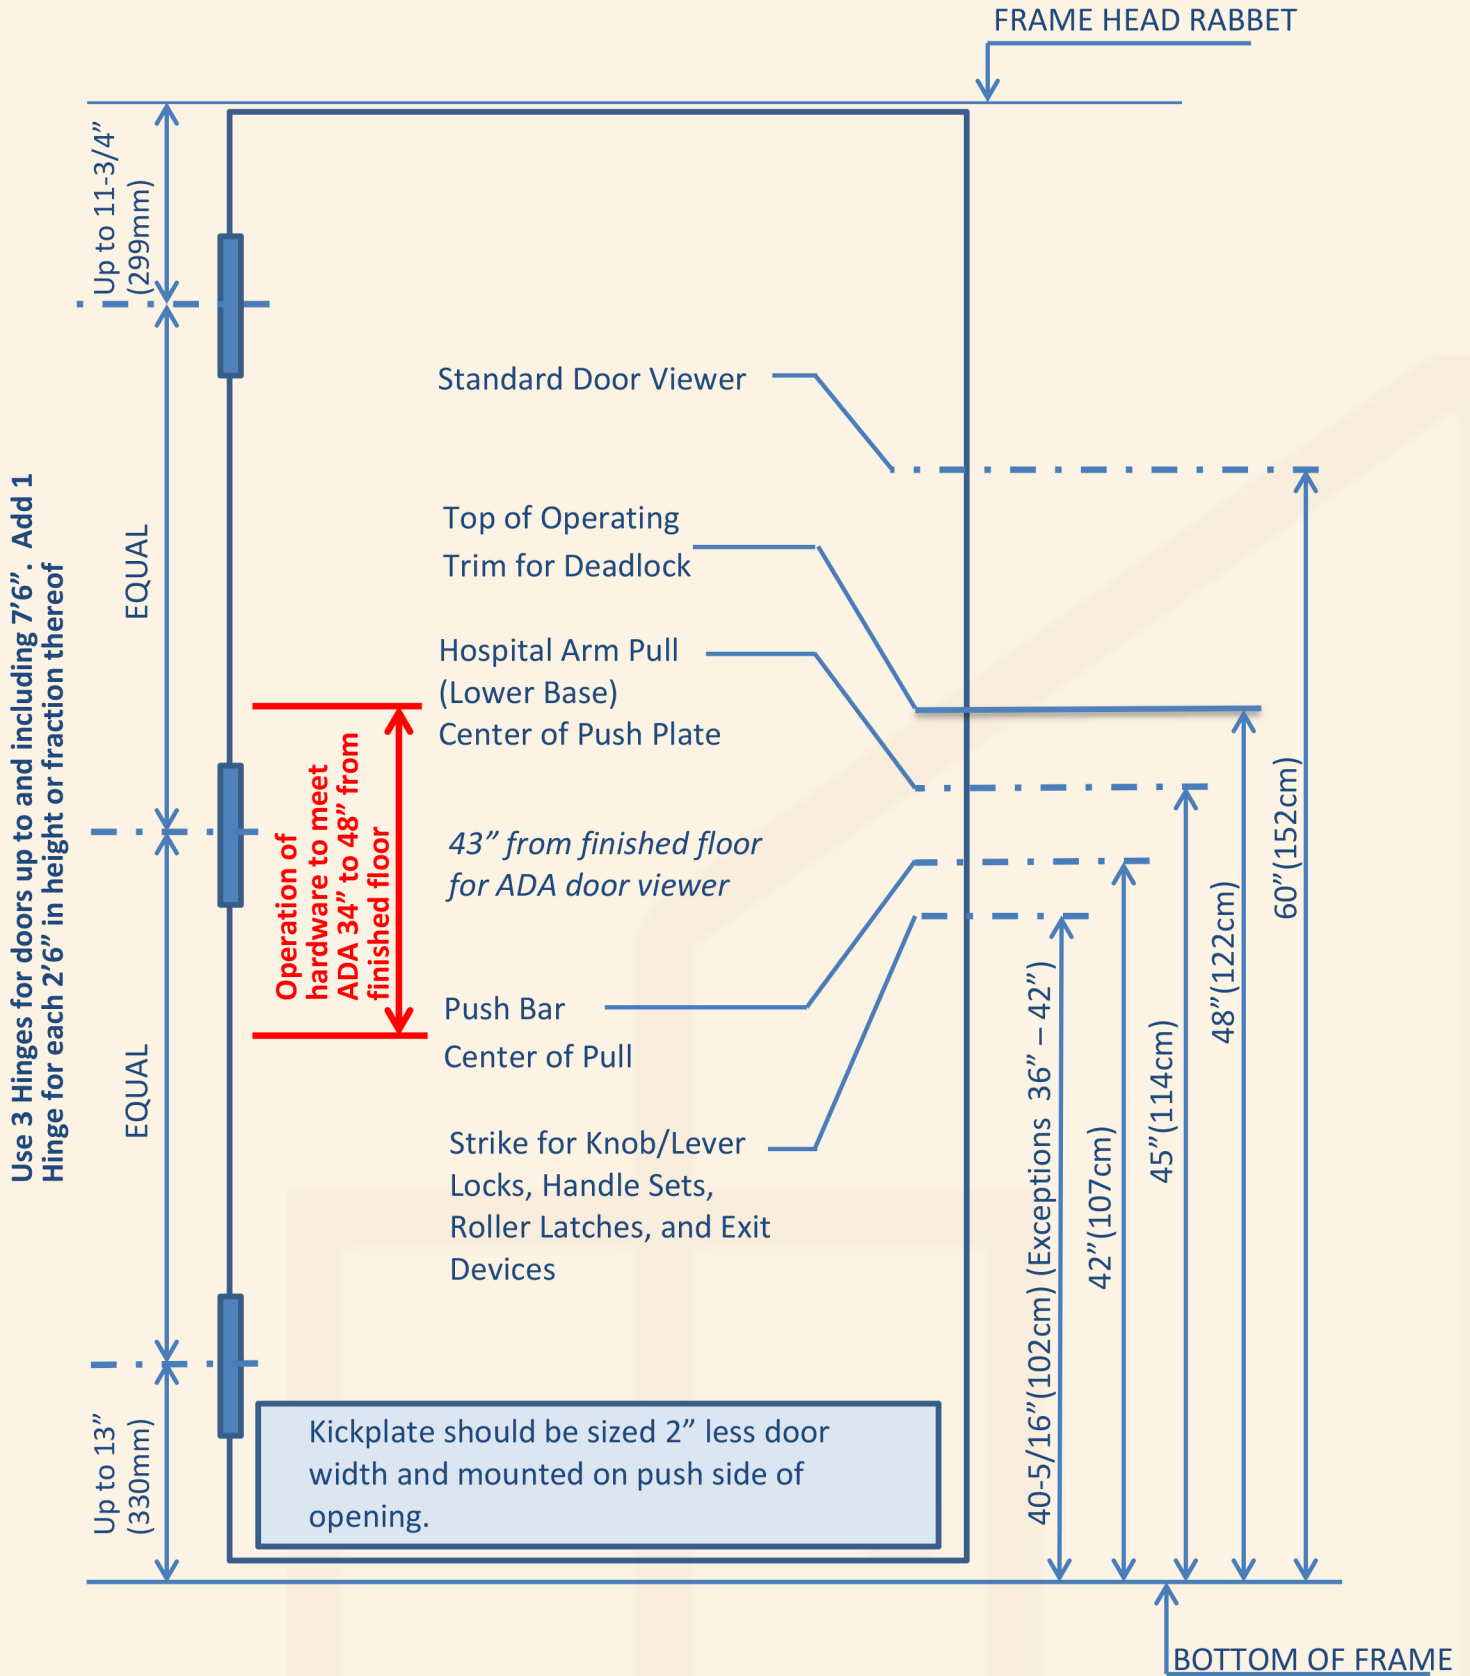 FRAME HEAD RABBET
Up to 11-3/4”
(299mm)
Standard Door Viewer
Top of Operating
Trim for Deadlock
Hospital Arm Pull
(Lower Base)
Center of Push Plate
43” from finished floor
for ADA door viewer
Push Bar
Center of Pull
Strike for Knob/Lever
Locks, Handle Sets,
Roller Latches, and Exit
Devices
Use 3 Hinges for doors up to and including 7’6”.  Add 1
Hinge for each 2’6” in height or fraction thereof
EQUAL
EQUAL
Operation of
hardware to meet
ADA 34” to 48” from
finished floor
40-5/16”(102cm) (Exceptions  36” – 42”)
42”(107cm)
45”(114cm)
48”(122cm)
60”(152cm)
Up to 13”
(330mm)
Kickplate should be sized 2” less door
width and mounted on push side of
opening.
BOTTOM OF FRAME